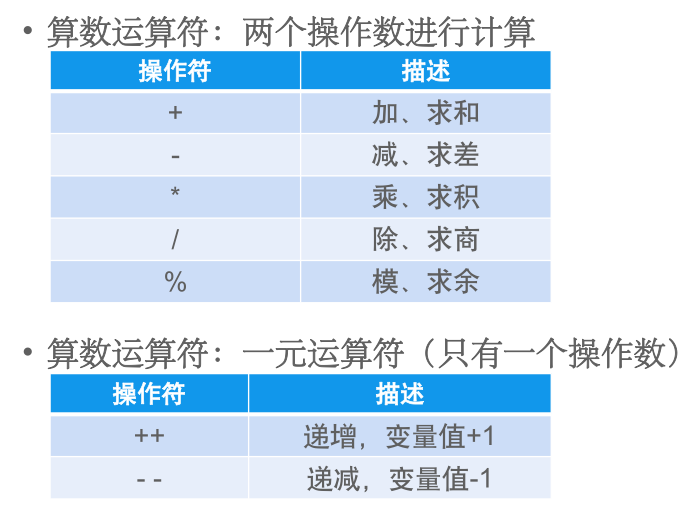 • 算数运算符：两个操作数进行计算
操作符 描述
+ 加、求和
- 减、求差
* 乘、求积
/ 除、求商
% 模、求余
• 算数运算符：一元运算符（只有一个操作数）
操作符 描述
++ 递增，变量值+1
- - 递减，变量值-1